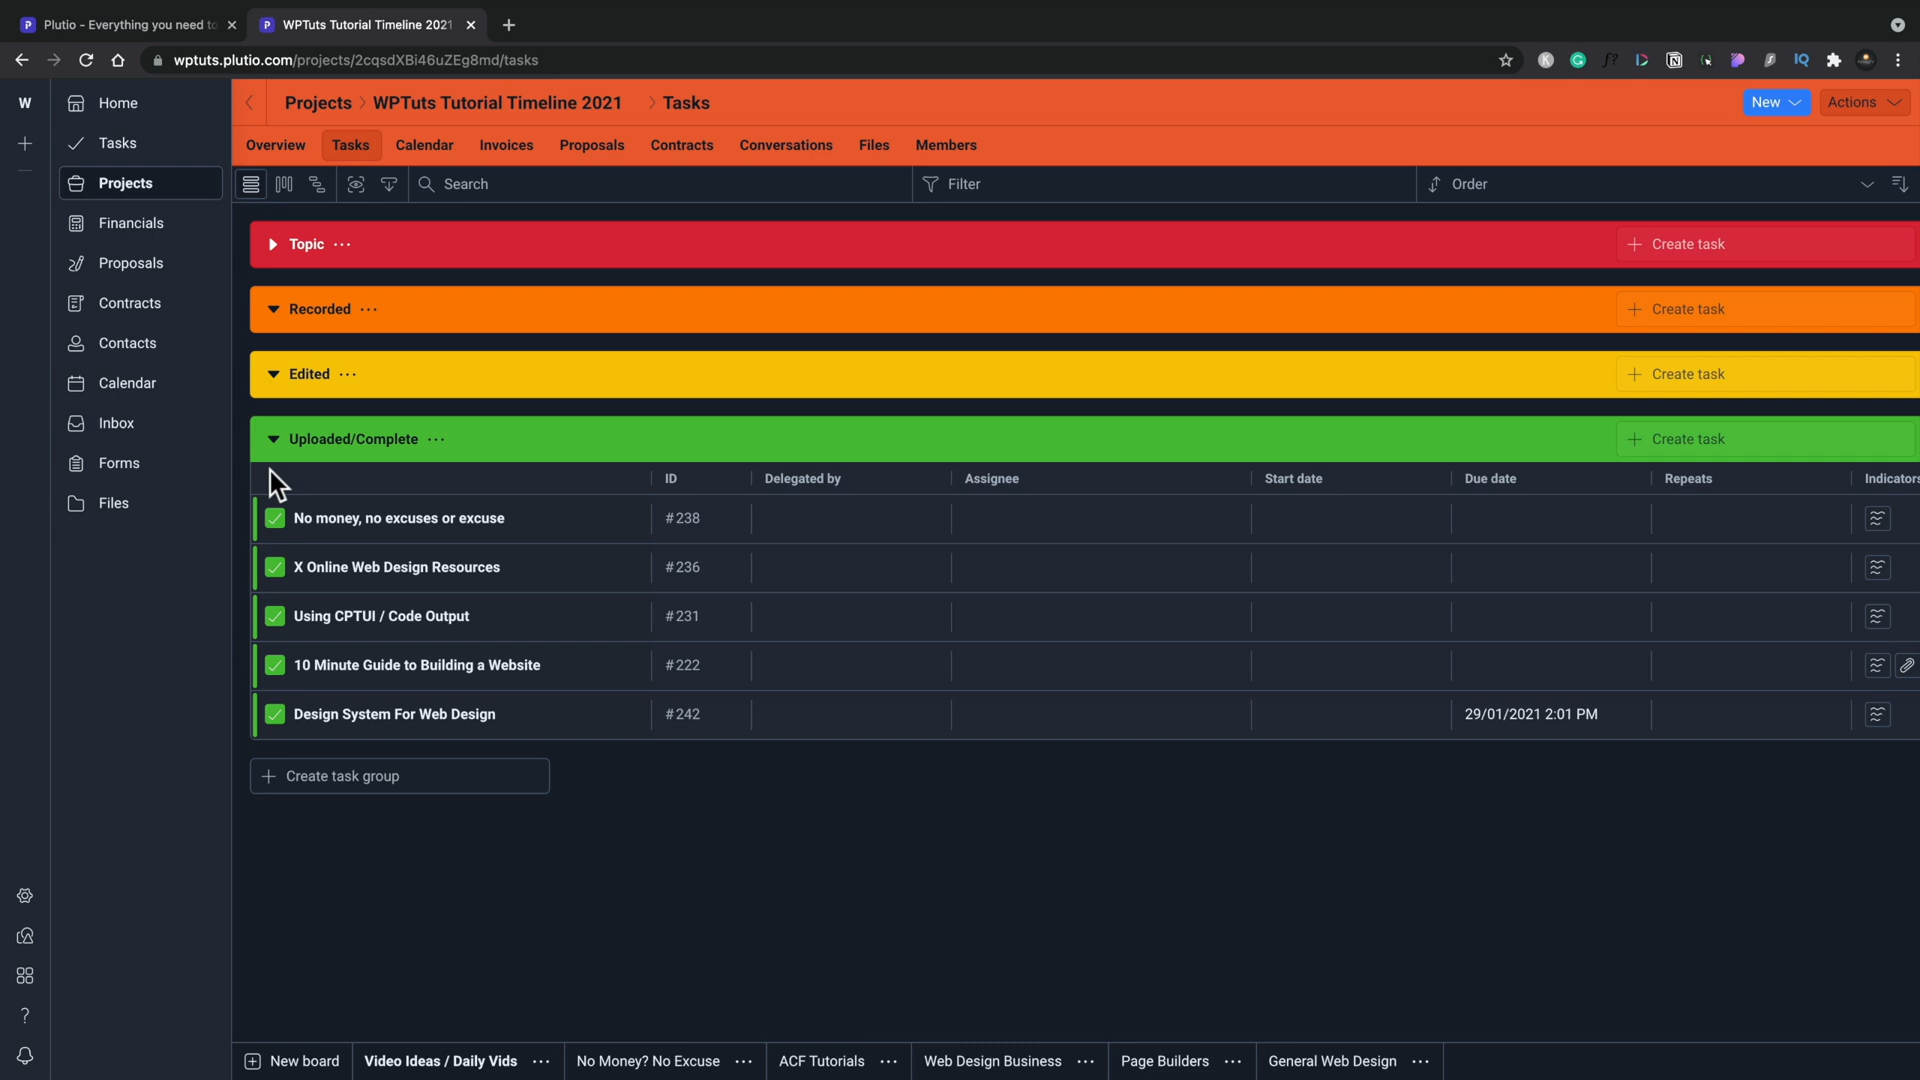 Plutio - Everything you need to
WPTuts Tutorial Timeline 2021
wptuts.plutio.com/projects/2cqsdXBi46uZEg8md/tasks
W
Home
Tasks
Projects
Financials
Proposals
Contracts
Contacts
Calendar
Inbox
Forms
Files
Projects > WPTuts Tutorial Timeline 2021 > Tasks
New
Actions
Overview Tasks Calendar Invoices Proposals Contracts Conversations Files Members
Search
Filter
Order
Topic ...
+ Create task
Recorded ...
+ Create task
Edited ...
+ Create task
Uploaded/Complete ...
+ Create task
ID Delegated by Assignee Start date Due date Repeats Indicators
No money, no excuses or excuse #238
X Online Web Design Resources #236
Using CPTUI / Code Output #231
10 Minute Guide to Building a Website #222
Design System For Web Design #242 29/01/2021 2:01 PM
+ Create task group
New board
Video Ideas / Daily Vids ...
No Money? No Excuse ...
ACF Tutorials ...
Web Design Business ...
Page Builders ...
General Web Design ...